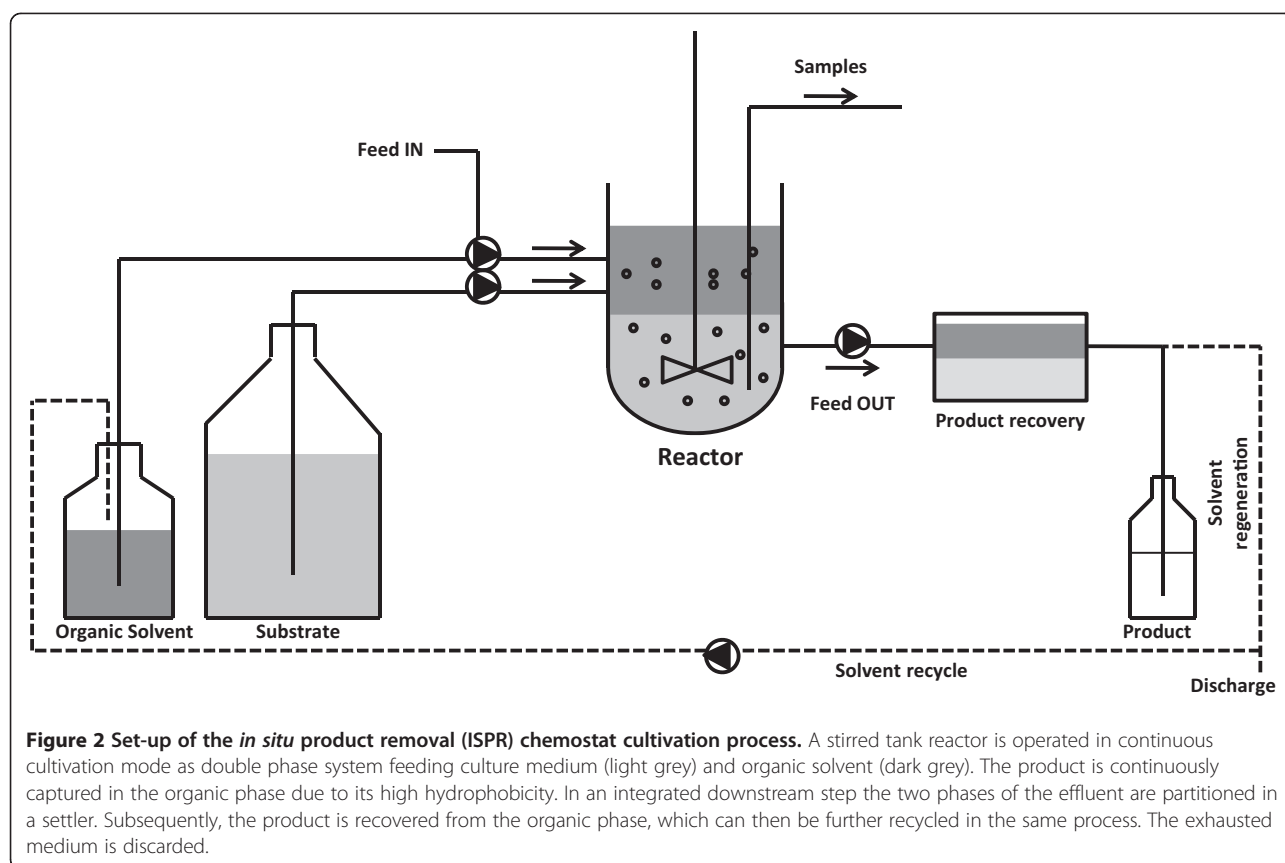 Samples
Feed IN
Feed OUT
Product recovery
Reactor
Solvent
regeneration
Organic Solvent
Substrate
Product
Solvent recycle
Discharge
Figure 2 Set-up of the in situ product removal (ISPR) chemostat cultivation process. A stirred tank reactor is operated in continuous
cultivation mode as double phase system feeding culture medium (light grey) and organic solvent (dark grey). The product is continuously
captured in the organic phase due to its high hydrophobicity. In an integrated downstream step the two phases of the effluent are partitioned in
a settler. Subsequently, the product is recovered from the organic phase, which can then be further recycled in the same process. The exhausted
medium is discarded.